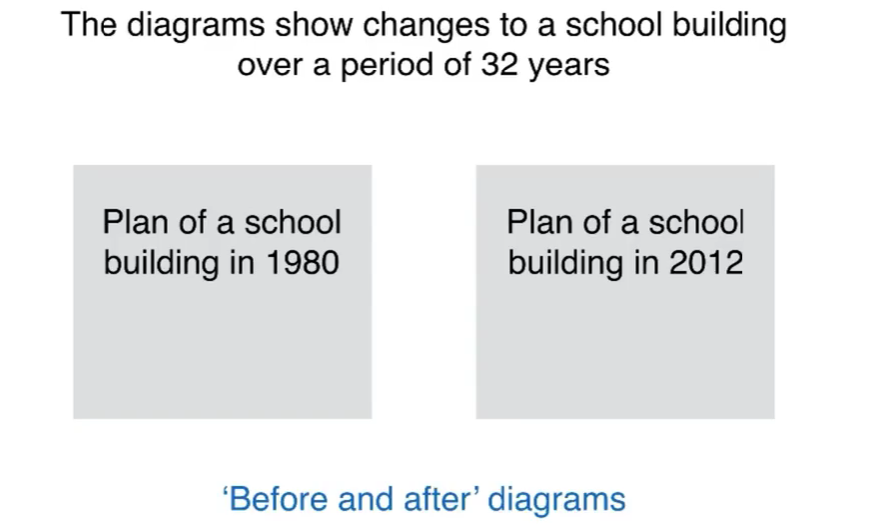 The diagrams show changes to a school building
over a period of 32 years
Plan of a school
building in 1980
Plan of a school
building in 2012
‘Before and after’ diagrams